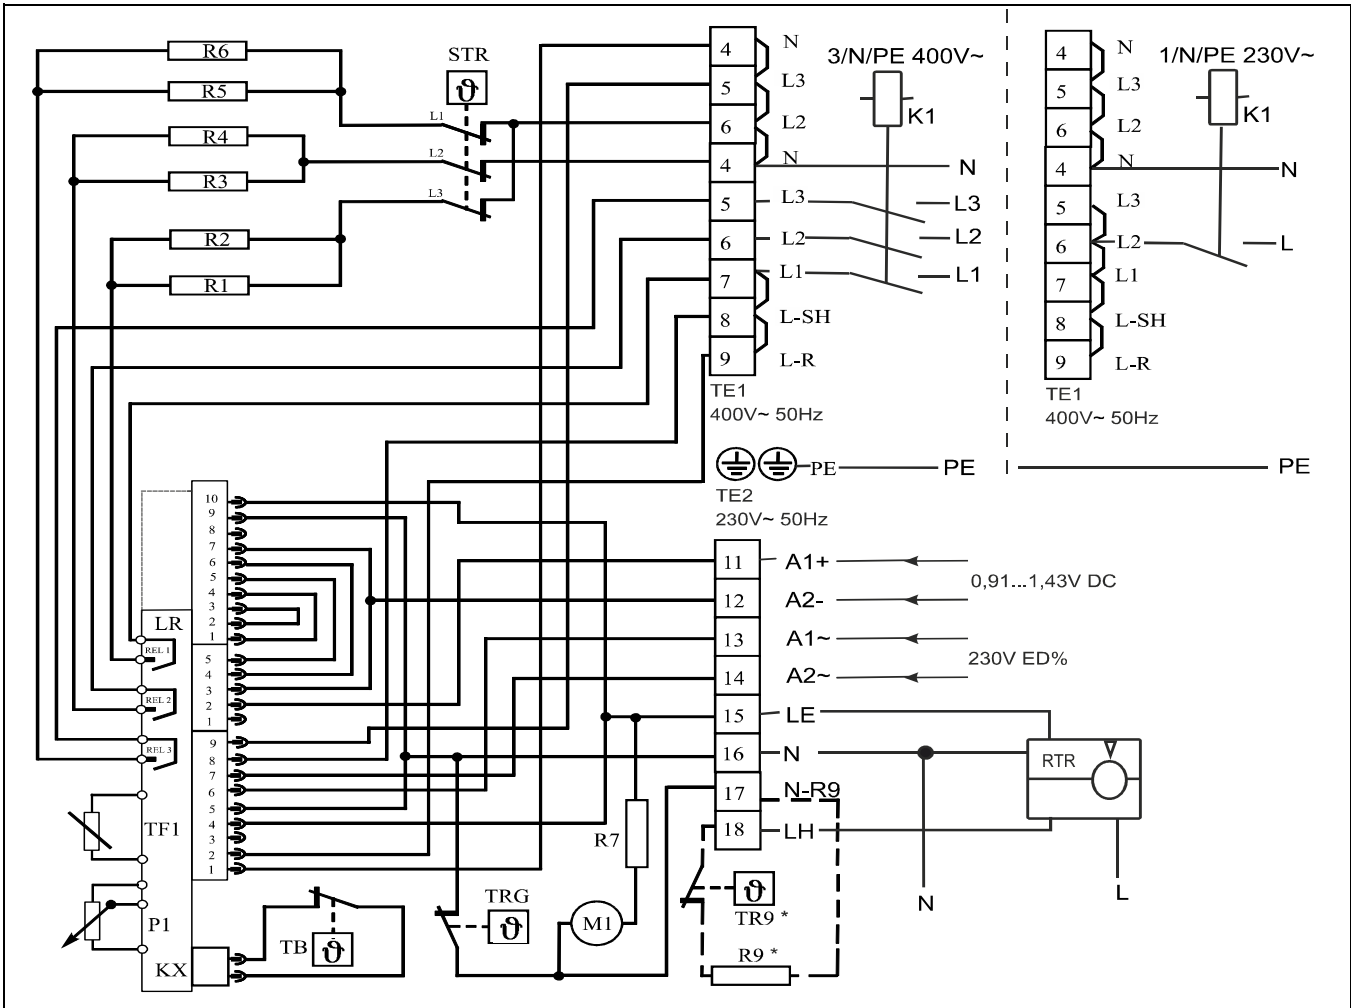 R6
R5
R4
R3
R2
R1
STR
ϑ
L1
L2
L3
4 N
5 L3
6 L2
4 N
5 L3
6 L2
7 L1
8 L-SH
9 L-R
TE1
400V~ 50Hz
3/N/PE 400V~
K1
N
L3
L2
L1
1/N/PE 230V~
K1
4 N
5 L3
6 L2
4 N
5 L3
6 L2
7 L1
8 L-SH
9 L-R
N
L
TE1
400V~ 50Hz
PE
PE
PE
TE2
230V~ 50Hz
11 A1+
12 A2-
13 A1~
14 A2~
15 LE
16 N
17 N-R9
18 LH
0,91...1,43V DC
230V ED%
RTR
N
L
10
9
8
7
6
5
4
3
2
1
5
4
3
2
1
9
8
7
6
5
4
3
2
1
LR
REL 1
REL 2
REL 3
TF1
P1
KX
TB
ϑ
TRG
ϑ
R7
M1
ϑ
TR9 *
R9 *